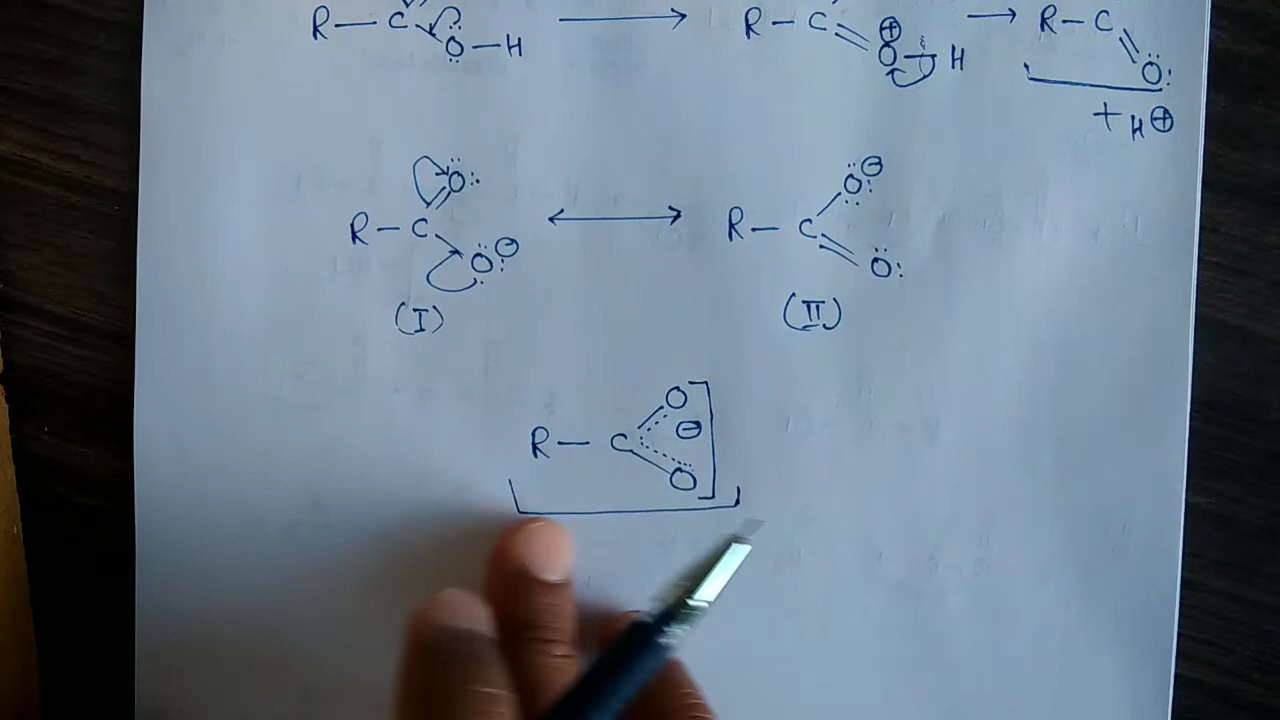 R — C — Ö — H ⟶ R — C = O⊕ — H ⟶ R — C = Ö:
+ H⊕
R — C = Ö: — Ö:⊖ ⟷ R — C — Ö:⊖ = Ö:
(I) (II)
R — C O O ⊖ ]